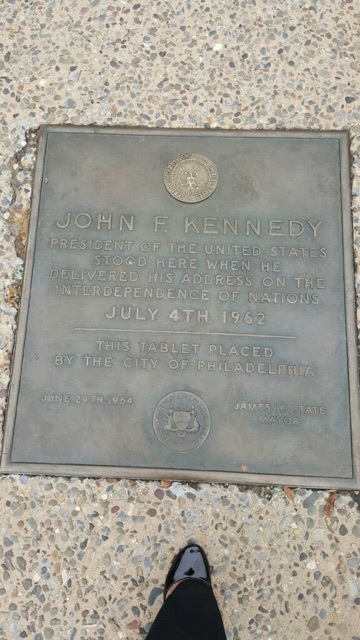 JOHN F. KENNEDY
PRESIDENT OF THE UNITED STATES
STOOD HERE WHEN HE
DELIVERED HIS ADDRESS ON THE
INTERDEPENDENCE OF NATIONS
JULY 4TH, 1962
THIS TABLET PLACED
BY THE CITY OF PHILADELPHIA
JUNE 29TH, 1964
JAMES H.J. TATE
MAYOR